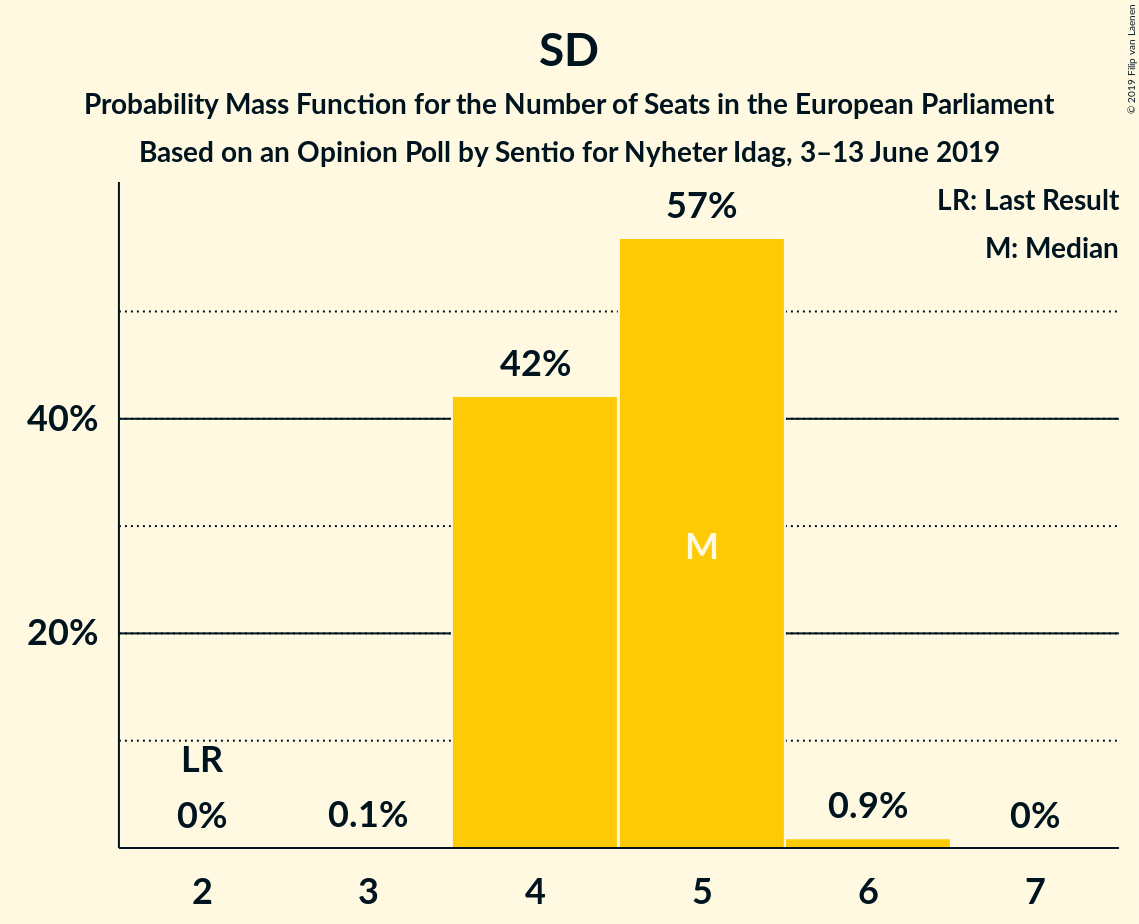 SD
Probability Mass Function for the Number of Seats in the European Parliament
Based on an Opinion Poll by Sentio for Nyheter Idag, 3–13 June 2019
© 2019 Filip van Laenen
LR: Last Result
M: Median
57%
42%
40%
M
20%
LR
0%
0.1%
0.9%
0%
2 3 4 5 6 7